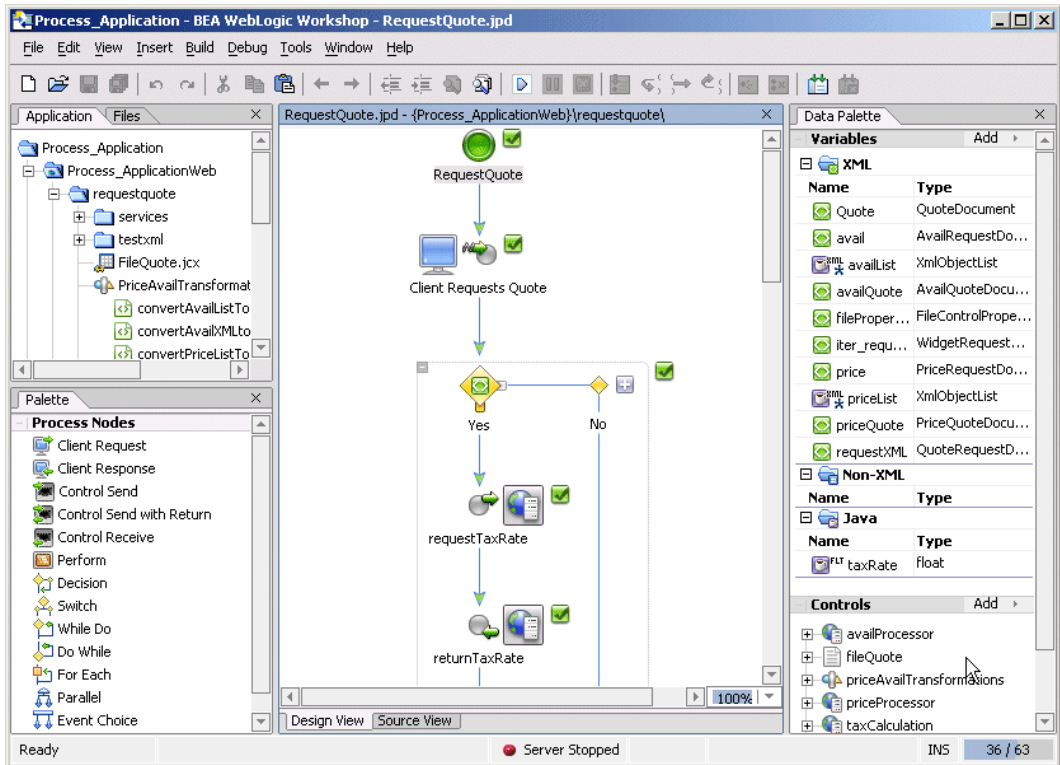 Process_Application - BEA WebLogic Workshop - RequestQuote.jpd
File Edit View Insert Build Debug Tools Window Help
Application Files
Process_Application
Process_ApplicationWeb
requestquote
services
testxml
FileQuote.jcx
PriceAvailTransformat
convertAvailListTo
convertAvailXMLto
convertPriceListTo
Palette
Process Nodes
Client Request
Client Response
Control Send
Control Send with Return
Control Receive
Perform
Decision
Switch
While Do
Do While
For Each
Parallel
Event Choice
RequestQuote.jpd - {Process_ApplicationWeb}\requestquote\
RequestQuote
Client Requests Quote
Yes No
requestTaxRate
returnTaxRate
100%
Design View Source View
Data Palette
Variables Add
XML
Name Type
Quote QuoteDocument
avail AvailRequestDo...
XML availList XmlObjectList
availQuote AvailQuoteDocu...
fileProper... FileControlPrope...
iter_requ... WidgetRequest...
price PriceRequestDo...
XML priceList XmlObjectList
priceQuote PriceQuoteDocu...
requestXML QuoteRequestD...
Non-XML
Name Type
Java
Name Type
FLT taxRate float
Controls Add
availProcessor
fileQuote
priceAvailTransformations
priceProcessor
taxCalculation
Ready Server Stopped INS 36 / 63